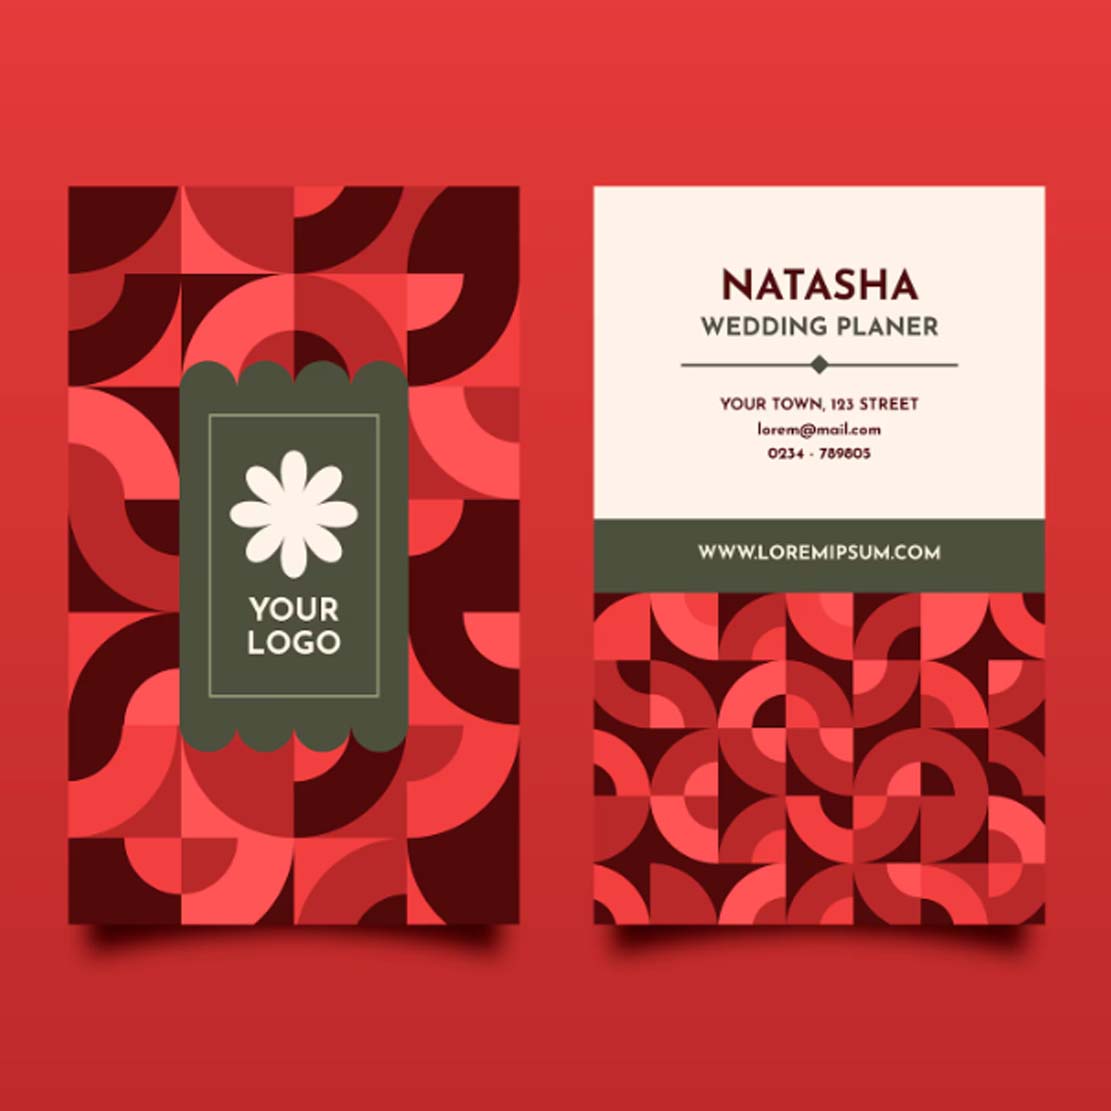 YOUR
LOGO
NATASHA
WEDDING PLANER
YOUR TOWN, 123 STREET
lorem@mail.com
0234 - 789805
WWW.LOREMIPSUM.COM